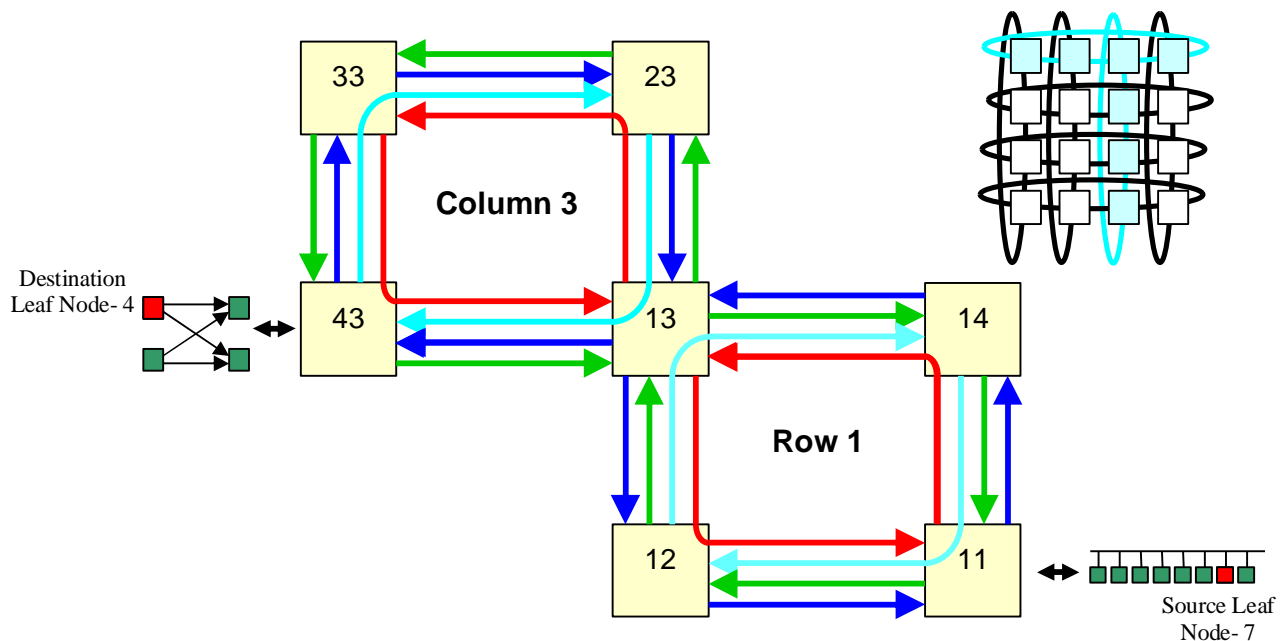 33
23
Column 3
Destination
Leaf Node- 4
43
13
14
Row 1
12
11
Source Leaf
Node- 7